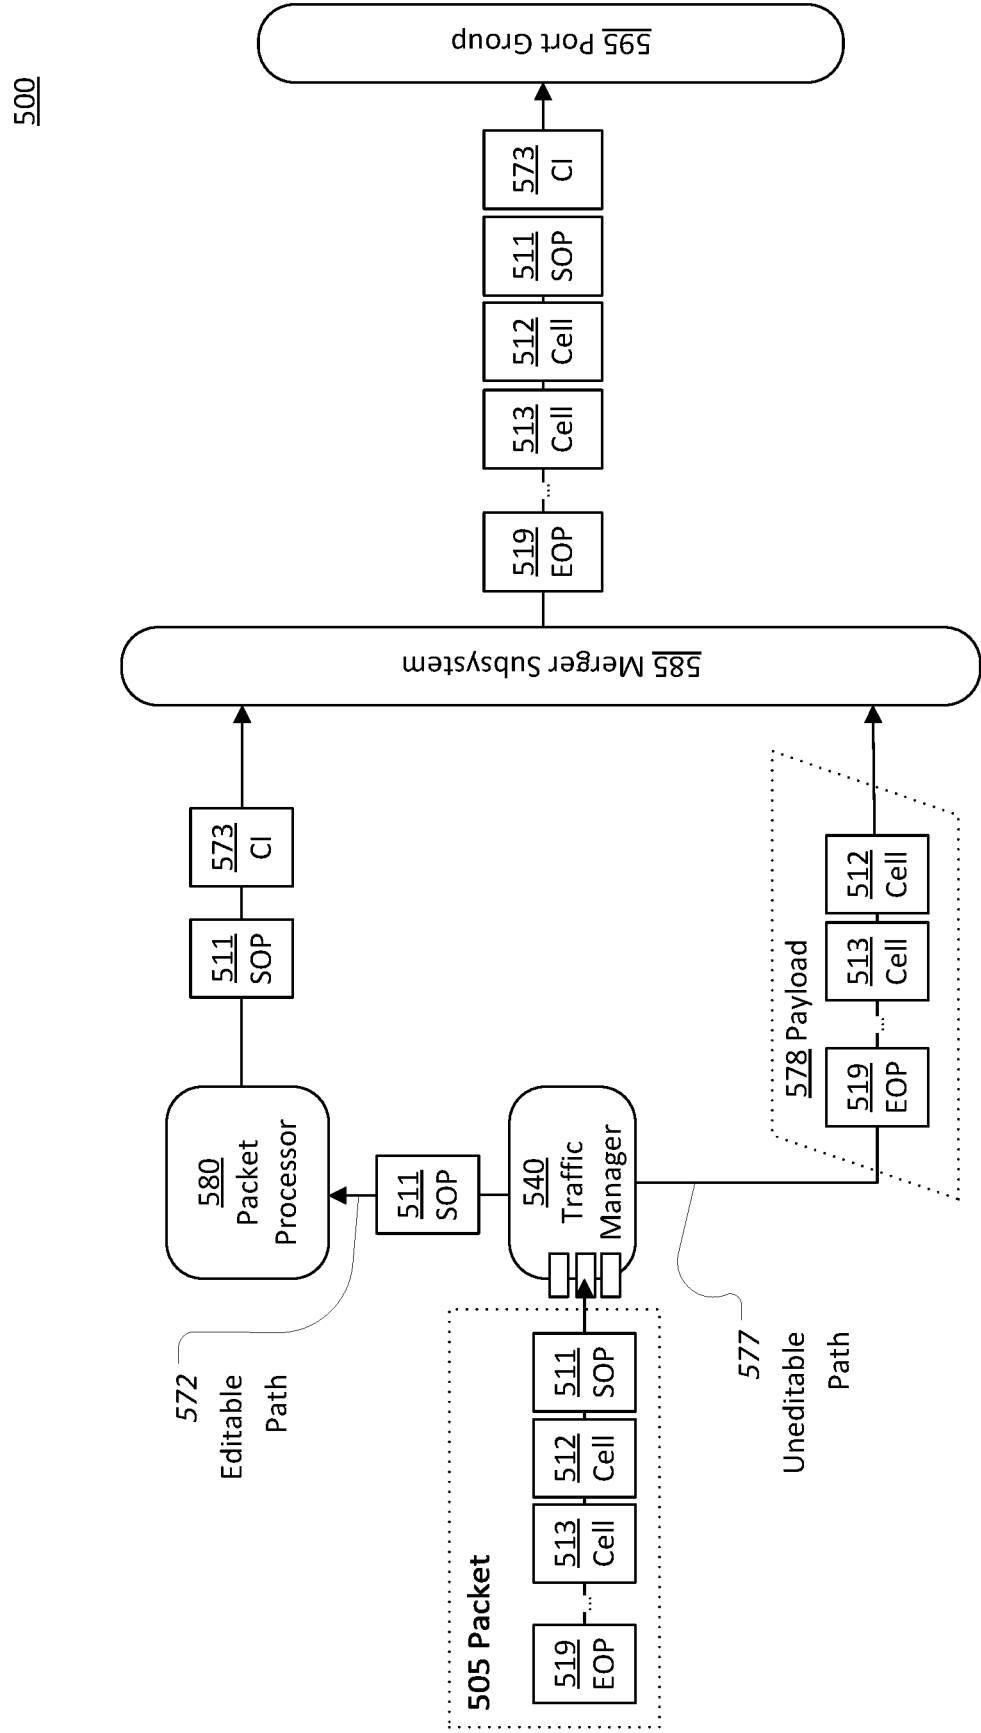 500
505 Packet
519
EOP
...
513
Cell
512
Cell
511
SOP
540
Traffic
Manager
572
Editable
Path
511
SOP
580
Packet
Processor
511
SOP
573
CI
577
Uneditable
Path
578 Payload
519
EOP
...
513
Cell
512
Cell
585 Merger Subsystem
519
EOP
...
513
Cell
512
Cell
511
SOP
573
CI
595 Port Group